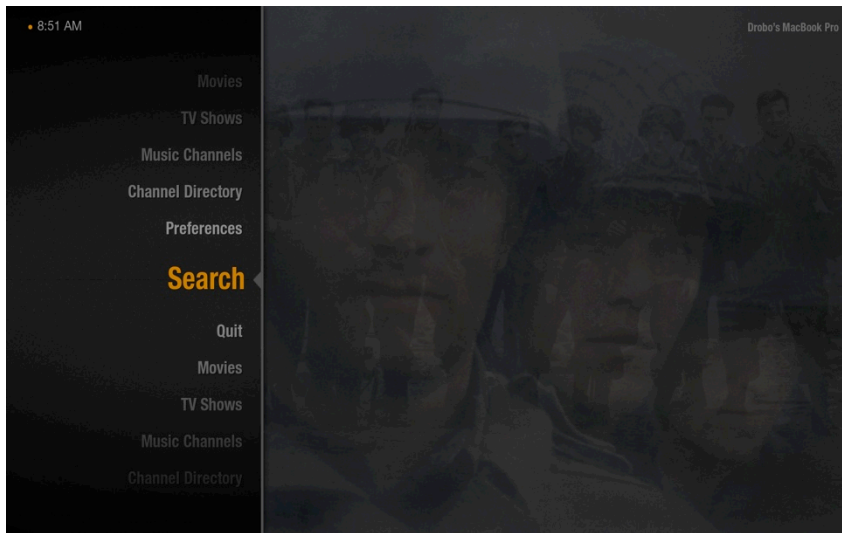 8:51 AM
Drobo's MacBook Pro
Movies
TV Shows
Music Channels
Channel Directory
Preferences
Search
Quit
Movies
TV Shows
Music Channels
Channel Directory